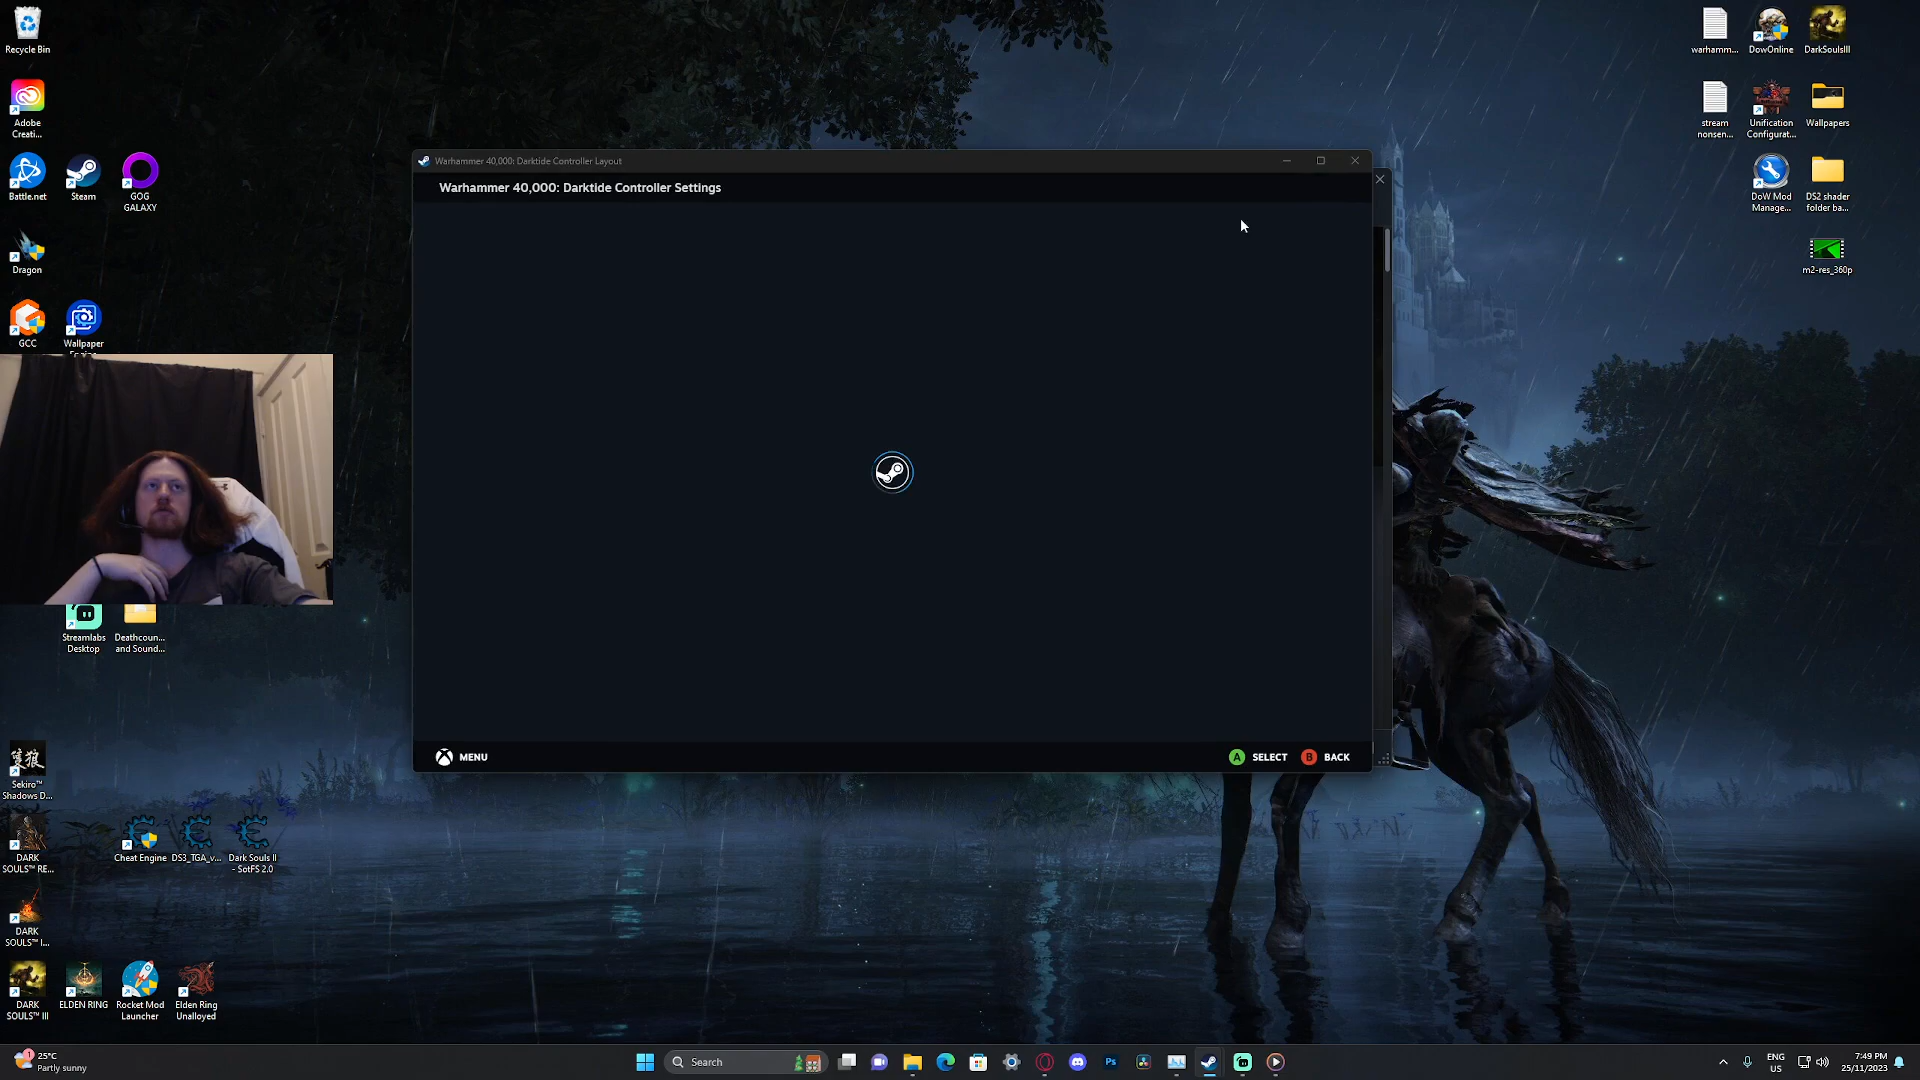 Recycle Bin
Adobe
Creati...
Battle.net
Steam
GOG
GALAXY
Dragon
GCC
Wallpaper
Streamlabs
Desktop
Deathcoun...
and Sound...
Sekiro™
Shadows D...
DARK
SOULS™ RE...
Cheat Engine
DS3_TGA_v...
Dark Souls II
- SotFS 2.0
DARK
SOULS™ I...
DARK
SOULS™ III
ELDEN RING
Rocket Mod
Launcher
Elden Ring
Unalloyed
Warhammer 40,000: Darktide Controller Layout
Warhammer 40,000: Darktide Controller Settings
MENU
A SELECT
B BACK
warhamm...
DowOnline
DarkSoulsIII
stream
nonsen...
Unification
Configurat...
Wallpapers
DoW Mod
Manage...
DS2 shader
folder ba...
m2-res_360p
1
25°C
Partly sunny
Search
Ps
ENG
US
7:49 PM
25/11/2023